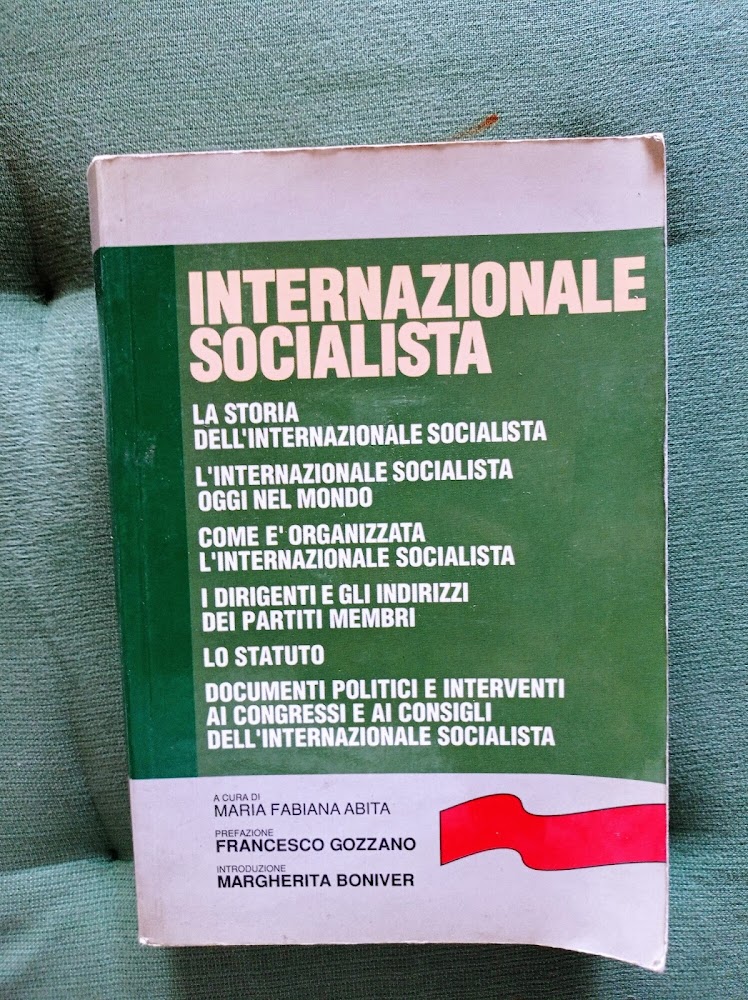 INTERNAZIONALE
SOCIALISTA
LA STORIA
DELL'INTERNAZIONALE SOCIALISTA
L'INTERNAZIONALE SOCIALISTA
OGGI NEL MONDO
COME E' ORGANIZZATA
L'INTERNAZIONALE SOCIALISTA
I DIRIGENTI E GLI INDIRIZZI
DEI PARTITI MEMBRI
LO STATUTO
DOCUMENTI POLITICI E INTERVENTI
AI CONGRESSI E AI CONSIGLI
DELL'INTERNAZIONALE SOCIALISTA
A CURA DI
MARIA FABIANA ABITA
PREFAZIONE
FRANCESCO GOZZANO
INTRODUZIONE
MARGHERITA BONIVER